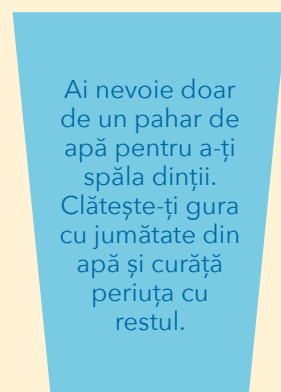 Ai nevoie doar
de un pahar de
apă pentru a-ți
spăla dinții.
Clătește-ți gura
cu jumătate din
apă și curăță
periuța cu
restul.